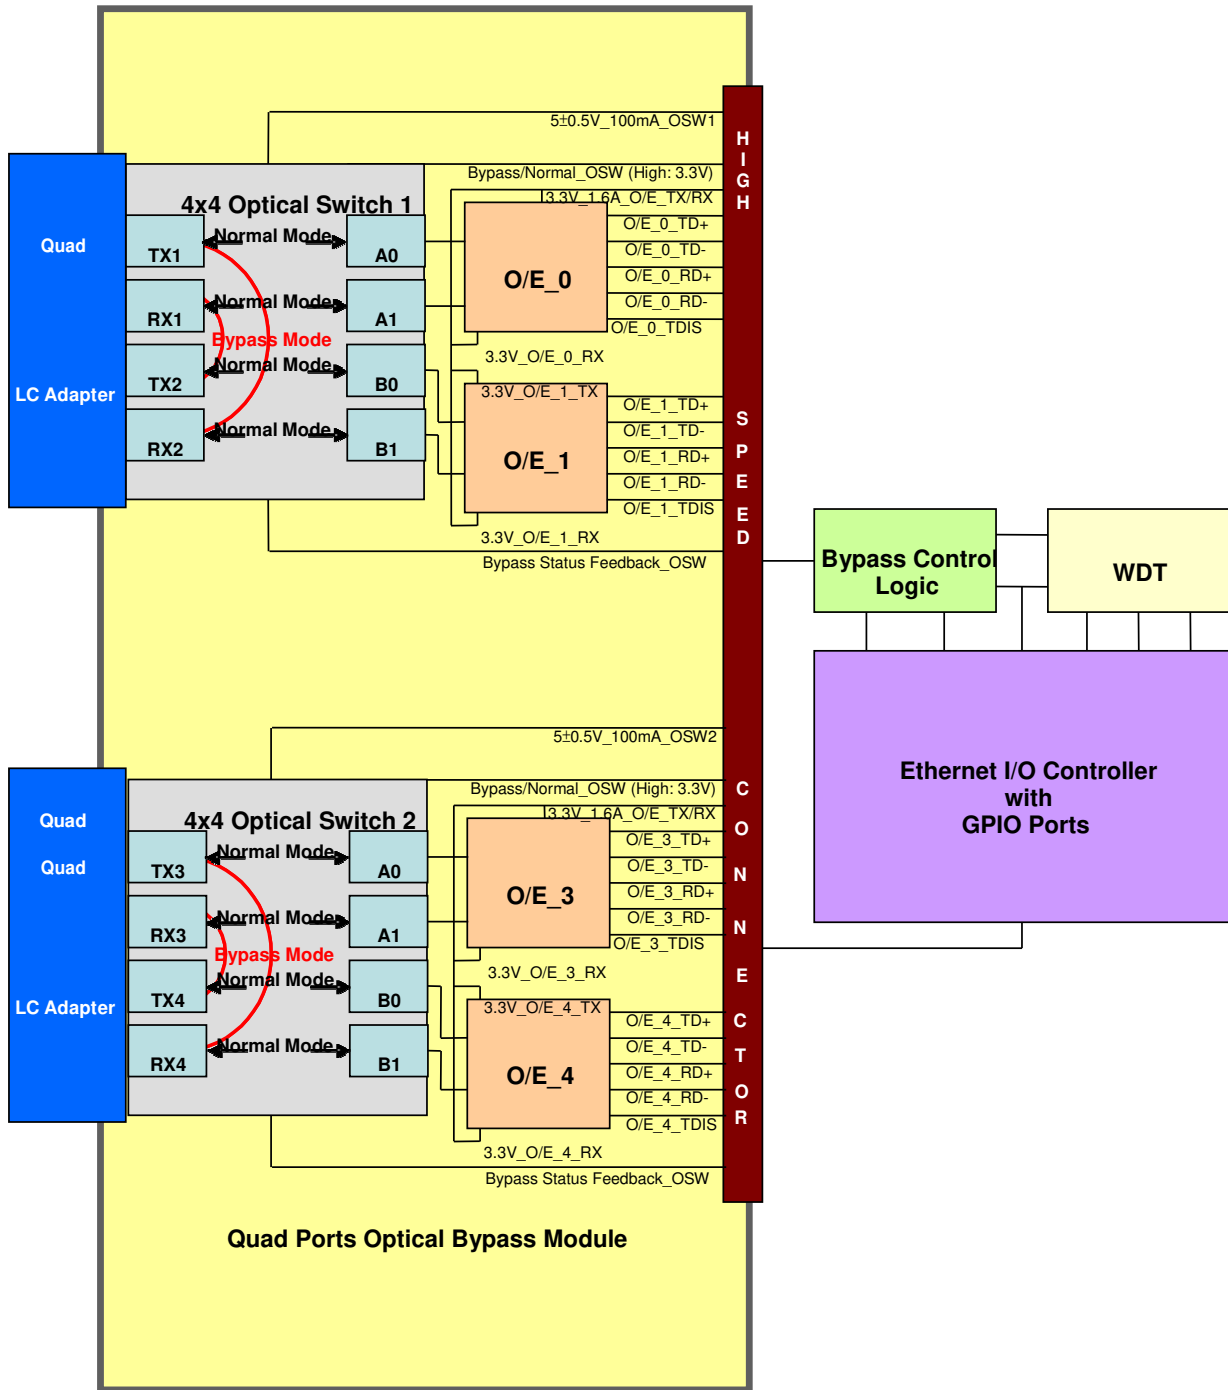 5±0.5V_100mA_OSW1
Bypass/Normal_OSW (High: 3.3V)
3.3V_1.6A_O/E_TX/RX
4x4 Optical Switch 1
Quad
LC Adapter
TX1
Normal Mode
A0
RX1
Normal Mode
A1
Bypass Mode
TX2
Normal Mode
B0
RX2
Normal Mode
B1
O/E_0
O/E_0_TD+
O/E_0_TD-
O/E_0_RD+
O/E_0_RD-
O/E_0_TDIS
3.3V_O/E_0_RX
3.3V_O/E_1_TX
O/E_1
O/E_1_TD+
O/E_1_TD-
O/E_1_RD+
O/E_1_RD-
O/E_1_TDIS
3.3V_O/E_1_RX
Bypass Status Feedback_OSW
HIGH
SPEED
CONNECTOR
Bypass Control
Logic
WDT
Ethernet I/O Controller
with
GPIO Ports
5±0.5V_100mA_OSW2
Bypass/Normal_OSW (High: 3.3V)
3.3V_1.6A_O/E_TX/RX
4x4 Optical Switch 2
Quad
Quad
LC Adapter
TX3
Normal Mode
A0
RX3
Normal Mode
A1
Bypass Mode
TX4
Normal Mode
B0
RX4
Normal Mode
B1
O/E_3
O/E_3_TD+
O/E_3_TD-
O/E_3_RD+
O/E_3_RD-
O/E_3_TDIS
3.3V_O/E_3_RX
3.3V_O/E_4_TX
O/E_4
O/E_4_TD+
O/E_4_TD-
O/E_4_RD+
O/E_4_RD-
O/E_4_TDIS
3.3V_O/E_4_RX
Bypass Status Feedback_OSW
Quad Ports Optical Bypass Module